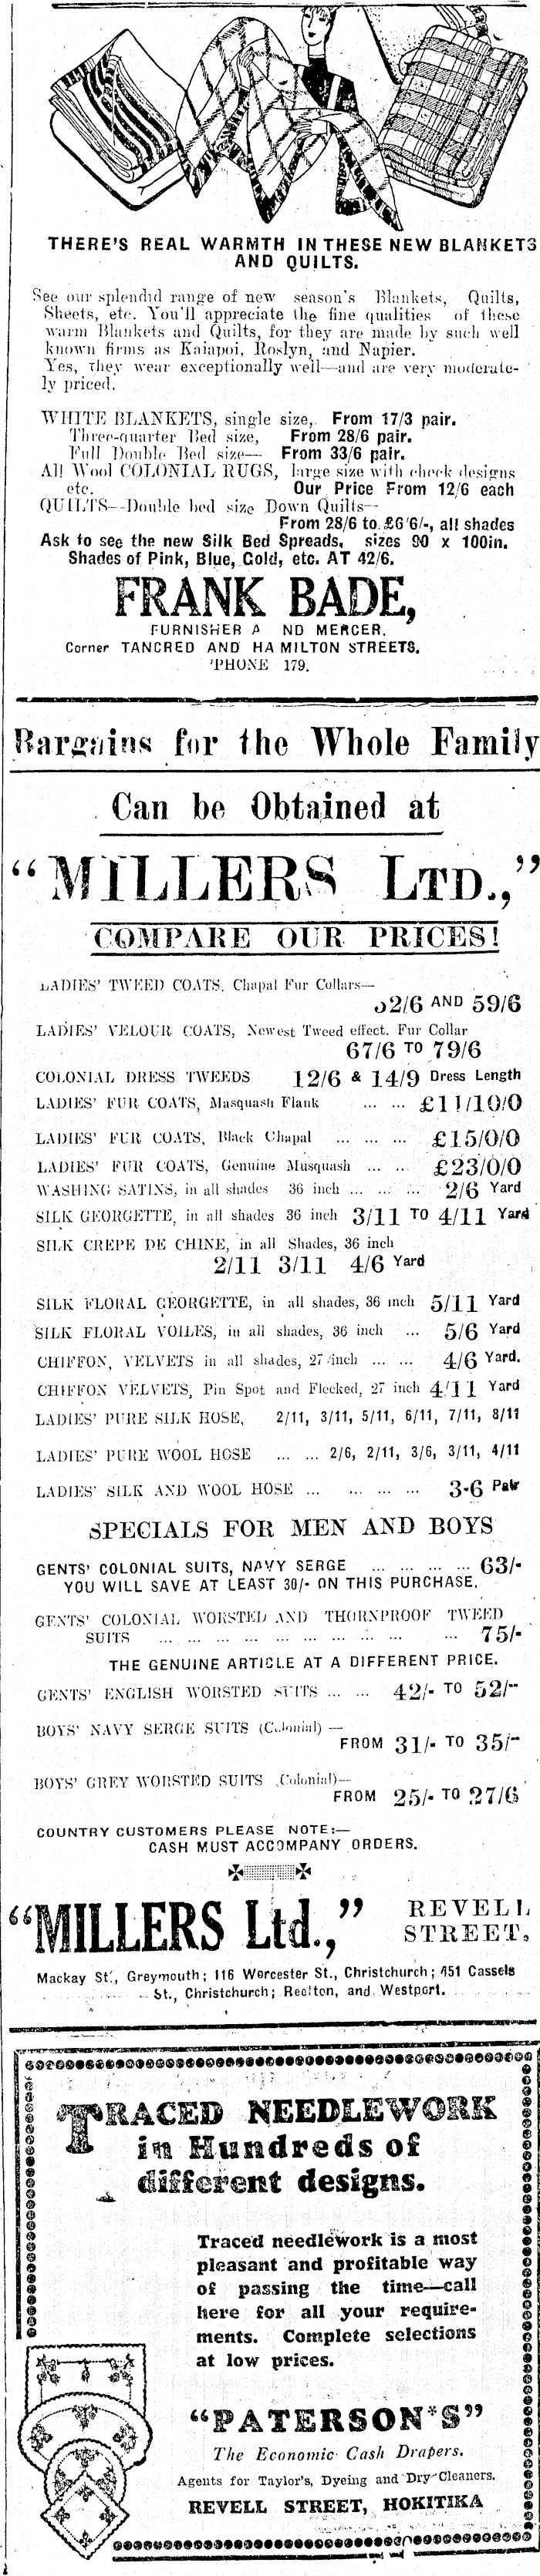 THERE'S REAL WARMTH IN THESE NEW BLANKETS
AND QUILTS.
See our splendid range of new season's Blankets, Quilts,
Sheets, etc. You'll appreciate the fine qualities of these
warm Blankets and Quilts, for they are made by such well
known firms as Kaiapoi, Roslyn, and Napier.
Yes, they wear exceptionally well—and are very moderate-
ly priced.
WHITE BLANKETS, single size, From 17/3 pair.
Three-quarter Bed size, From 28/6 pair.
Full Double Bed size— From 33/6 pair.
All Wool COLONIAL RUGS, large size with check designs
etc. Our Price From 12/6 each
QUILTS--Double bed size Down Quilts—
From 28/6 to £6/6/-, all shades
Ask to see the new Silk Bed Spreads, sizes 90 x 100in.
Shades of Pink, Blue, Gold, etc. AT 42/6.
FRANK BADE,
FURNISHER A ND MERCER.
Corner TANCRED AND HAMILTON STREETS.
'PHONE 179.
Bargains for the Whole Family
Can be Obtained at
"MILLERS LTD.,"
COMPARE OUR PRICES!
LADIES' TWEED COATS, Chapal Fur Collars—
52/6 AND 59/6
LADIES' VELOUR COATS, Newest Tweed effect. Fur Collar
67/6 TO 79/6
COLONIAL DRESS TWEEDS 12/6 & 14/9 Dress Length
LADIES' FUR COATS, Masquash Flank ... ... £11/10/0
LADIES' FUR COATS, Black Chapal ... ... ... £15/0/0
LADIES' FUR COATS, Genuine Musquash ... ... £23/0/0
WASHING SATINS, in all shades 36 inch ... ... ... 2/6 Yard
SILK GEORGETTE, in all shades 36 inch 3/11 TO 4/11 Yard
SILK CREPE DE CHINE, in all Shades, 36 inch
2/11 3/11 4/6 Yard
SILK FLORAL GEORGETTE, in all shades, 36 inch 5/11 Yard
SILK FLORAL VOILES, in all shades, 36 inch ... 5/6 Yard
CHIFFON, VELVETS in all shades, 27 inch ... ... 4/6 Yard.
CHIFFON VELVETS, Pin Spot and Flecked, 27 inch 4/11 Yard
LADIES' PURE SILK HOSE, 2/11, 3/11, 5/11, 6/11, 7/11, 8/11
LADIES' PURE WOOL HOSE ... ... 2/6, 2/11, 3/6, 3/11, 4/11
LADIES' SILK AND WOOL HOSE ... ... ... ... 3-6 Pair
SPECIALS FOR MEN AND BOYS
GENTS' COLONIAL SUITS, NAVY SERGE ... ... ... ... 63/-
YOU WILL SAVE AT LEAST 30/- ON THIS PURCHASE.
GENTS' COLONIAL WORSTED AND THORNPROOF TWEED
SUITS ... ... ... ... ... ... ... ... ... ... 75/-
THE GENUINE ARTICLE AT A DIFFERENT PRICE.
GENTS' ENGLISH WORSTED SUITS ... ... 42/- TO 52/-
BOYS' NAVY SERGE SUITS (Colonial) —
FROM 31/- TO 35/-
BOYS' GREY WORSTED SUITS (Colonial)—
FROM 25/- TO 27/6
COUNTRY CUSTOMERS PLEASE NOTE:—
CASH MUST ACCOMPANY ORDERS.
"MILLERS Ltd.," REVELL
STREET,
Mackay St., Greymouth; 116 Worcester St., Christchurch; 451 Cassels
St., Christchurch; Reefton, and Westport.
TRACED NEEDLEWORK
in Hundreds of
different designs.
Traced needlework is a most
pleasant and profitable way
of passing the time—call
here for all your require-
ments. Complete selections
at low prices.
"PATERSON'S"
The Economic Cash Drapers.
Agents for Taylor's, Dyeing and Dry-Cleaners.
REVELL STREET, HOKITIKA